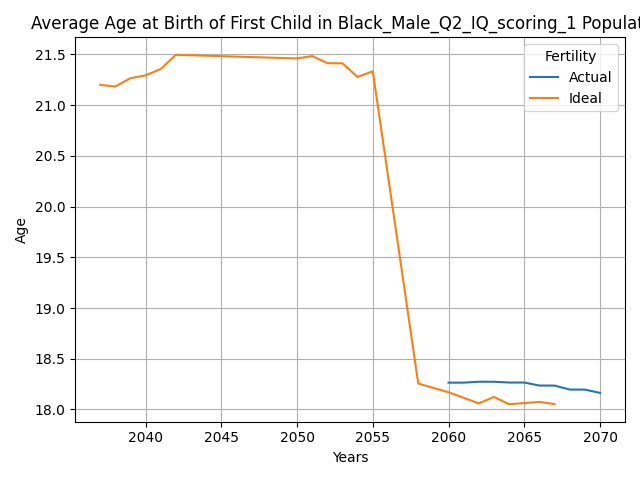 Average Age at Birth of First Child in Black_Male_Q2_IQ_scoring_1 Populat
Fertility
Actual
Ideal
21.5
21.0
20.5
20.0
19.5
19.0
18.5
18.0
Age
2040 2045 2050 2055 2060 2065 2070
Years